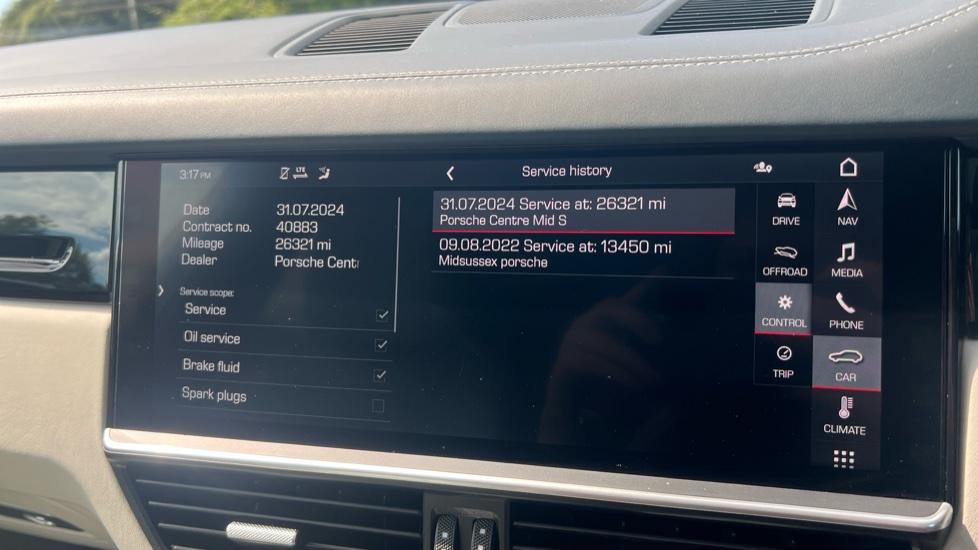 3:17 PM LTE
Service history
Date 31.07.2024
Contract no. 40883
Mileage 26321 mi
Dealer Porsche Cent
Service scope:
Service
Oil service
Brake fluid
Spark plugs
31.07.2024 Service at: 26321 mi
Porsche Centre Mid S
09.08.2022 Service at: 13450 mi
Midsussex porsche
DRIVE
OFFROAD
CONTROL
TRIP
NAV
MEDIA
PHONE
CAR
CLIMATE